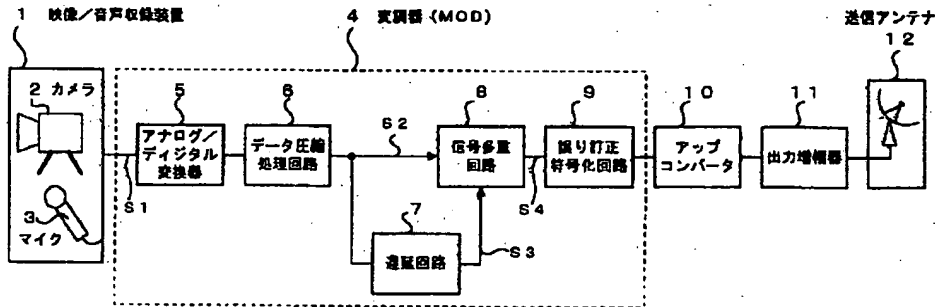 1 映像/音声収録装置
4 変調器(MOD)
送信アンテナ
12
2 カメラ
5
アナログ/
ディジタル
変換器
6
データ圧縮
処理回路
S2
8
信号多重
回路
9
誤り訂正
符号化回路
10
アップ
コンバータ
11
出力増幅器
S1
S4
3
マイク
7
遅延回路
S3